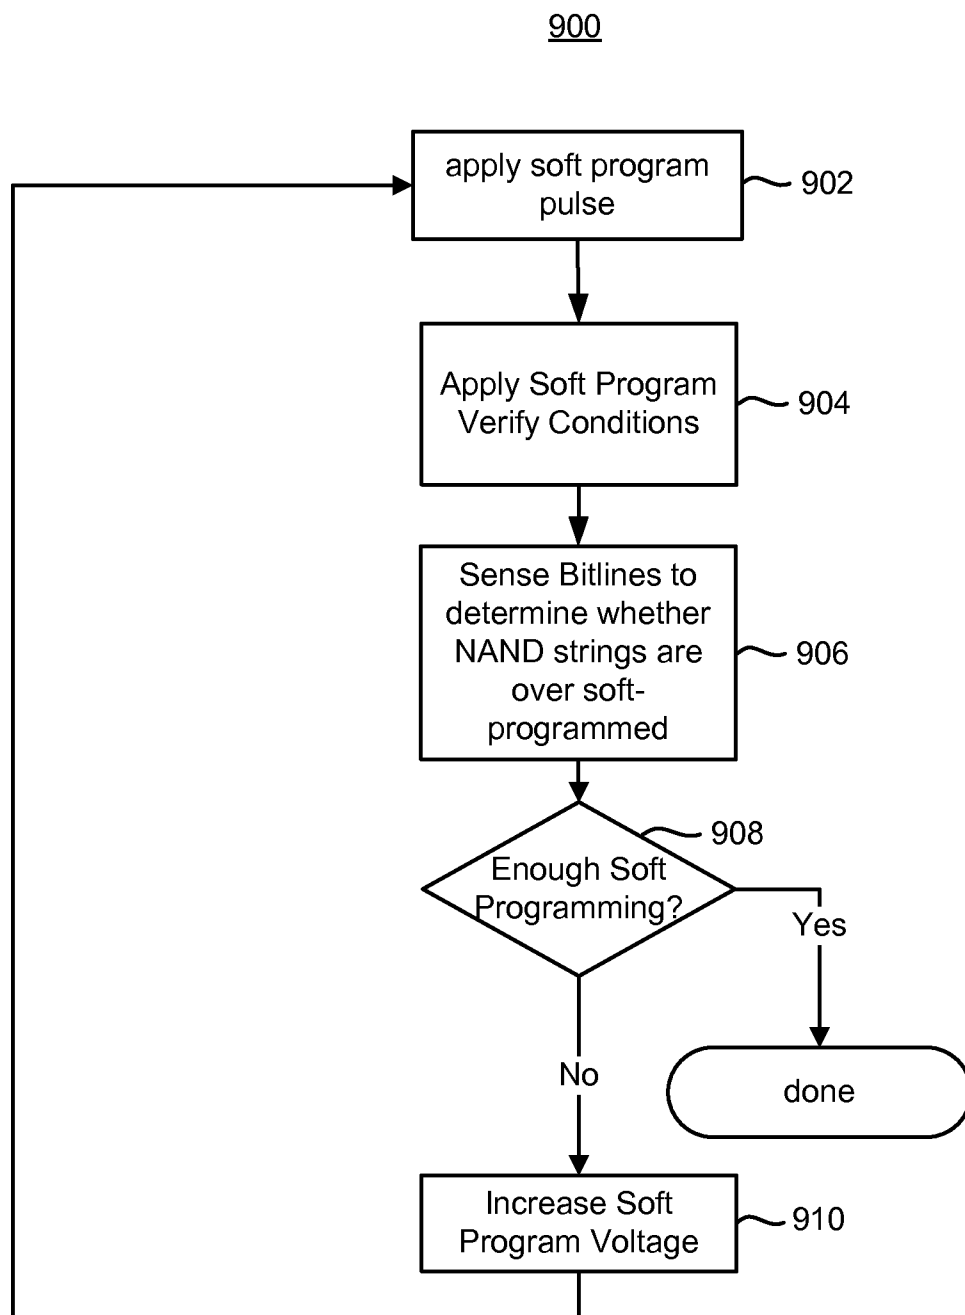 900
apply soft program
pulse
902
Apply Soft Program
Verify Conditions
904
Sense Bitlines to
determine whether
NAND strings are
over soft-
programmed
906
908
Enough Soft
Programming?
Yes
No
done
Increase Soft
Program Voltage
910